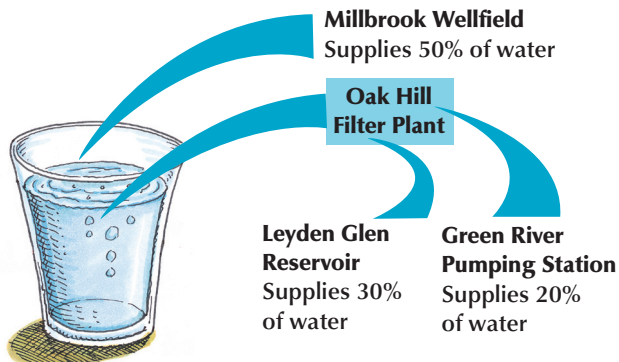 Millbrook Wellfield
Supplies 50% of water
Oak Hill
Filter Plant
Leyden Glen
Reservoir
Supplies 30%
of water
Green River
Pumping Station
Supplies 20%
of water